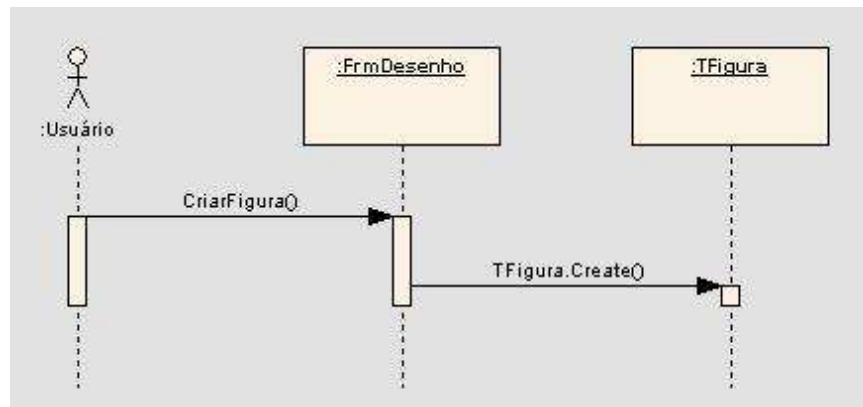 :FrmDesenho
:TFigura
:Usuário
CriarFigura()
TFigura.Create()